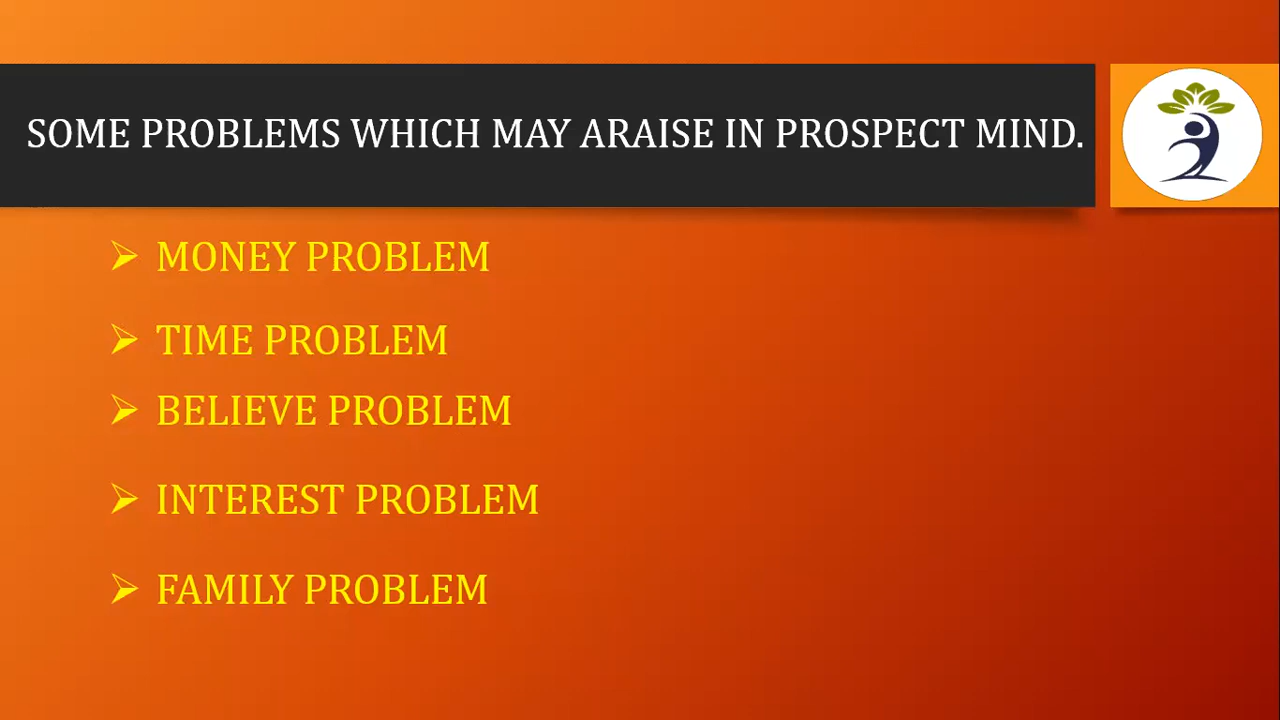 SOME PROBLEMS WHICH MAY ARAISE IN PROSPECT MIND.
MONEY PROBLEM
TIME PROBLEM
BELIEVE PROBLEM
INTEREST PROBLEM
FAMILY PROBLEM